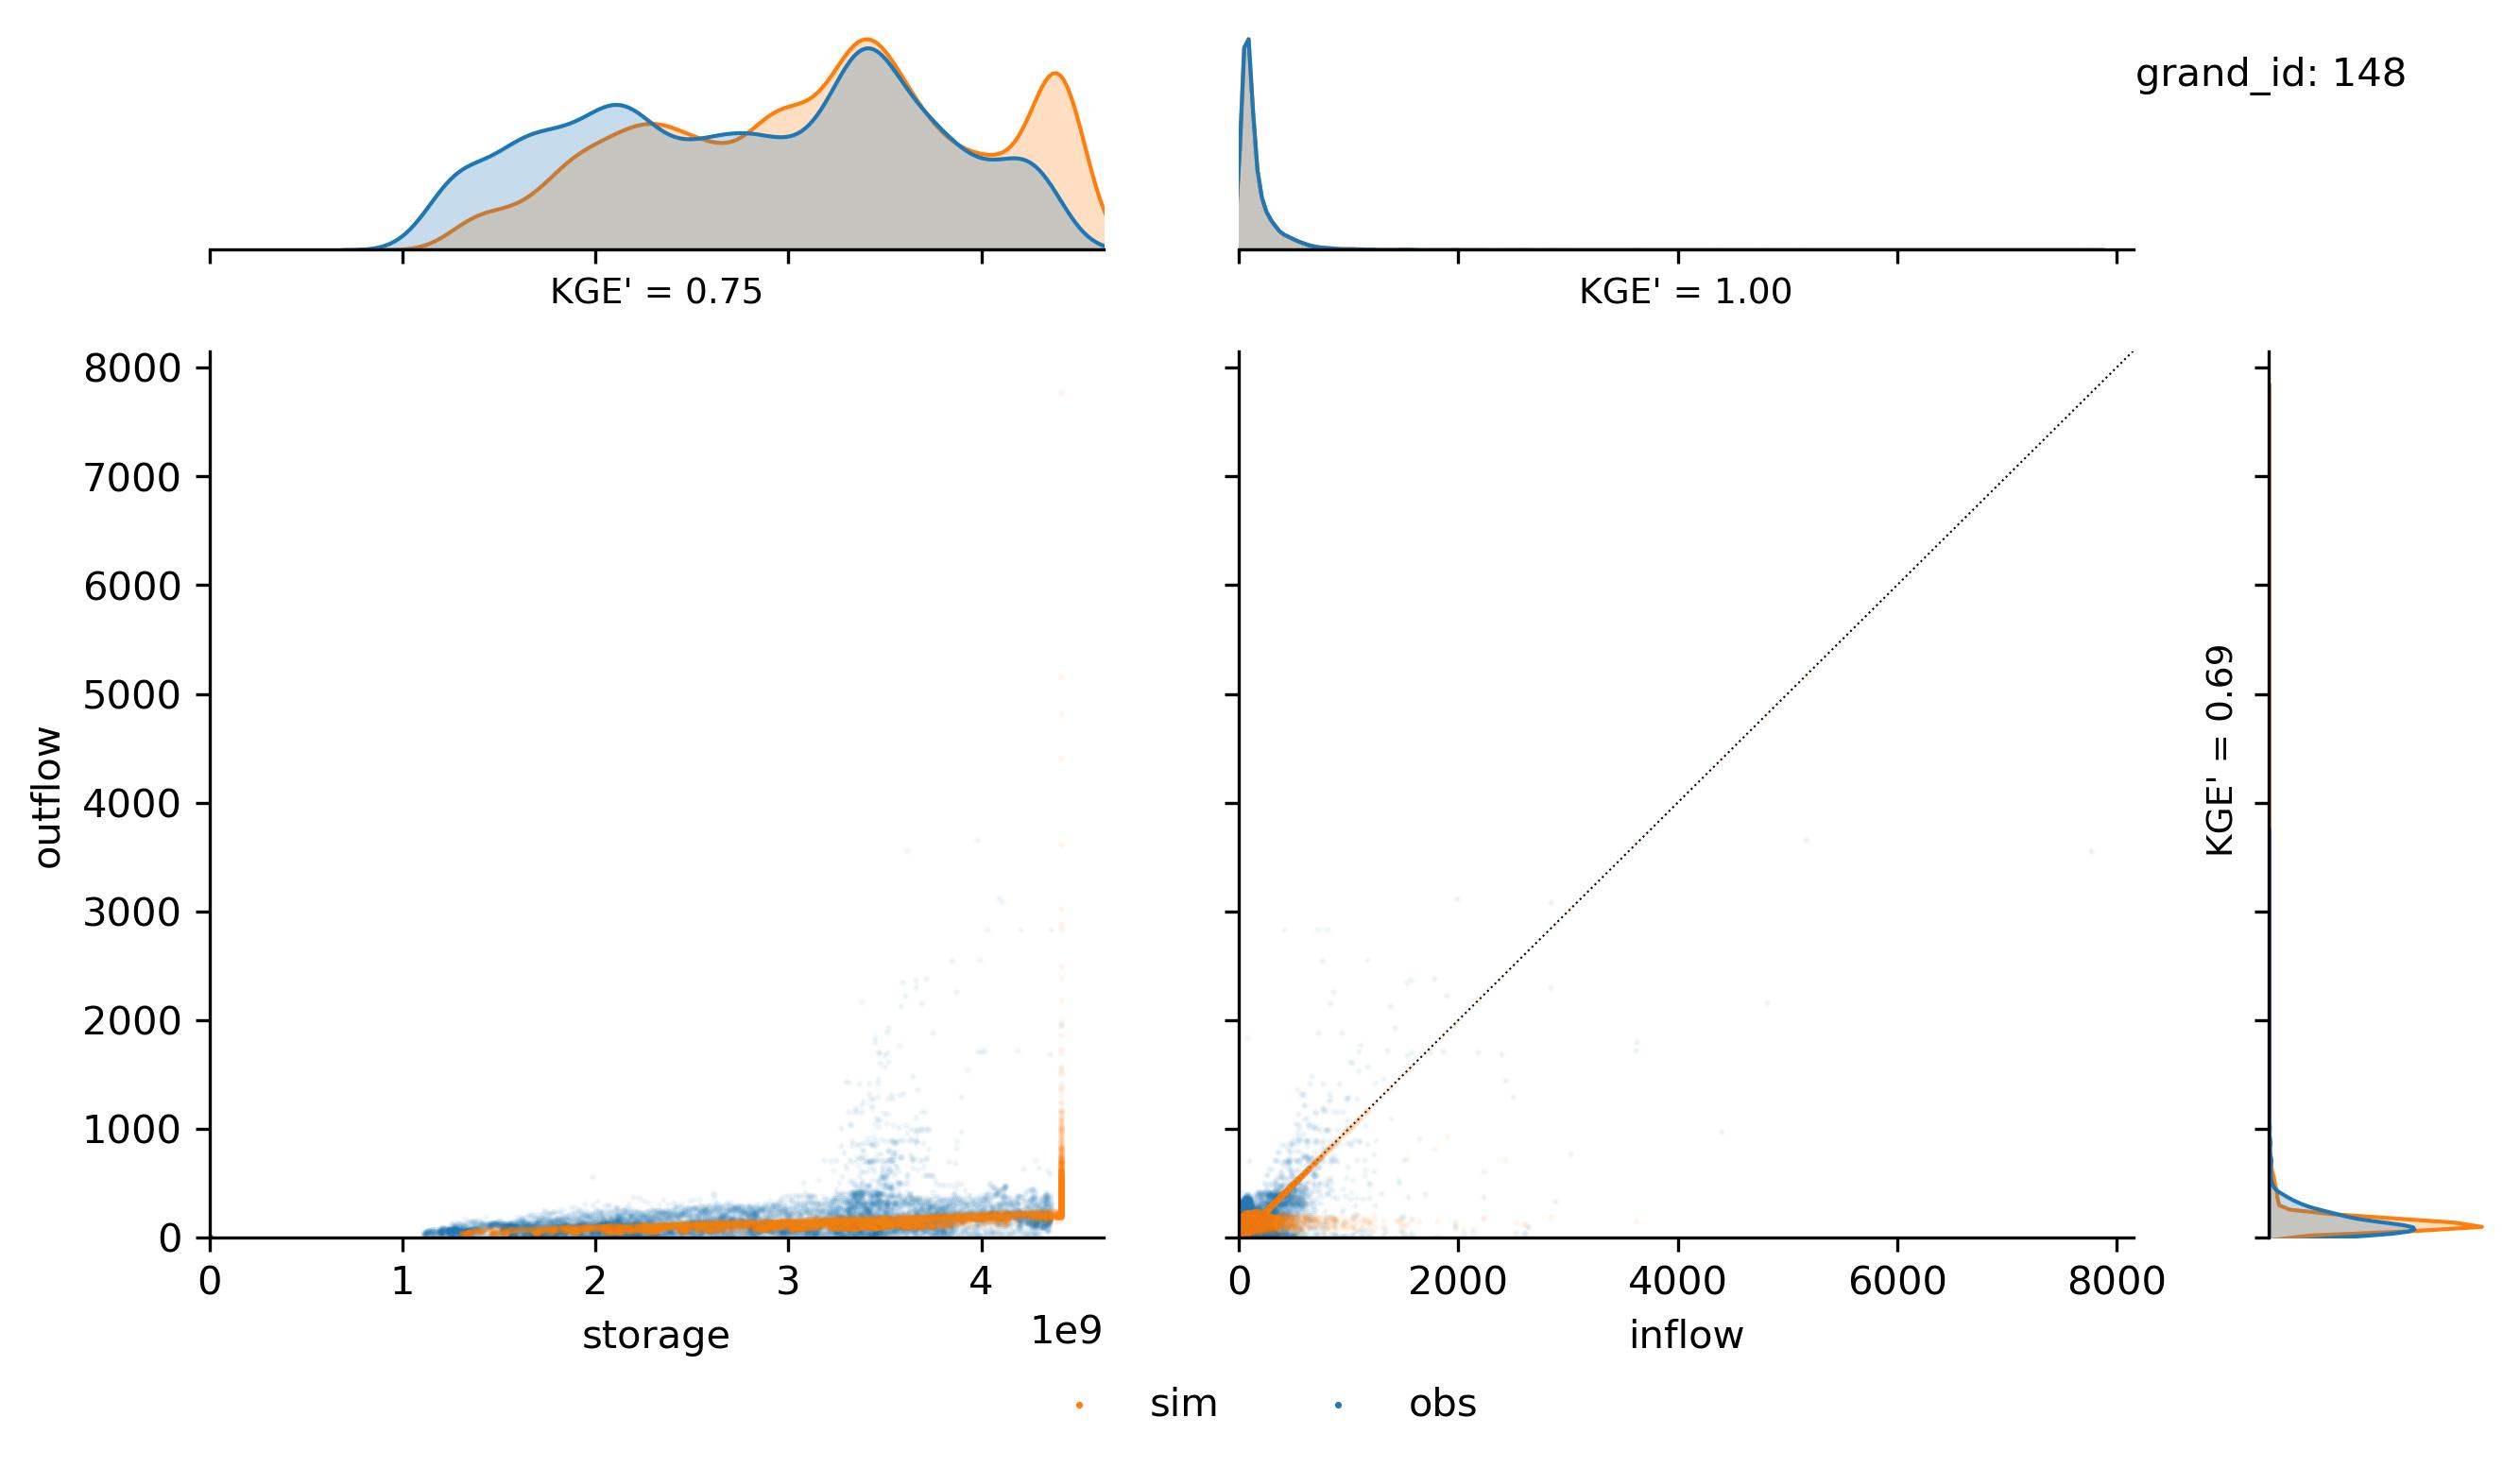 grand_id: 148
KGE' = 0.75
KGE' = 1.00
8000
7000
6000
5000
4000
3000
2000
1000
0
outflow
KGE' = 0.69
0 1 2 3 4
1e9
storage
0 2000 4000 6000 8000
inflow
sim obs